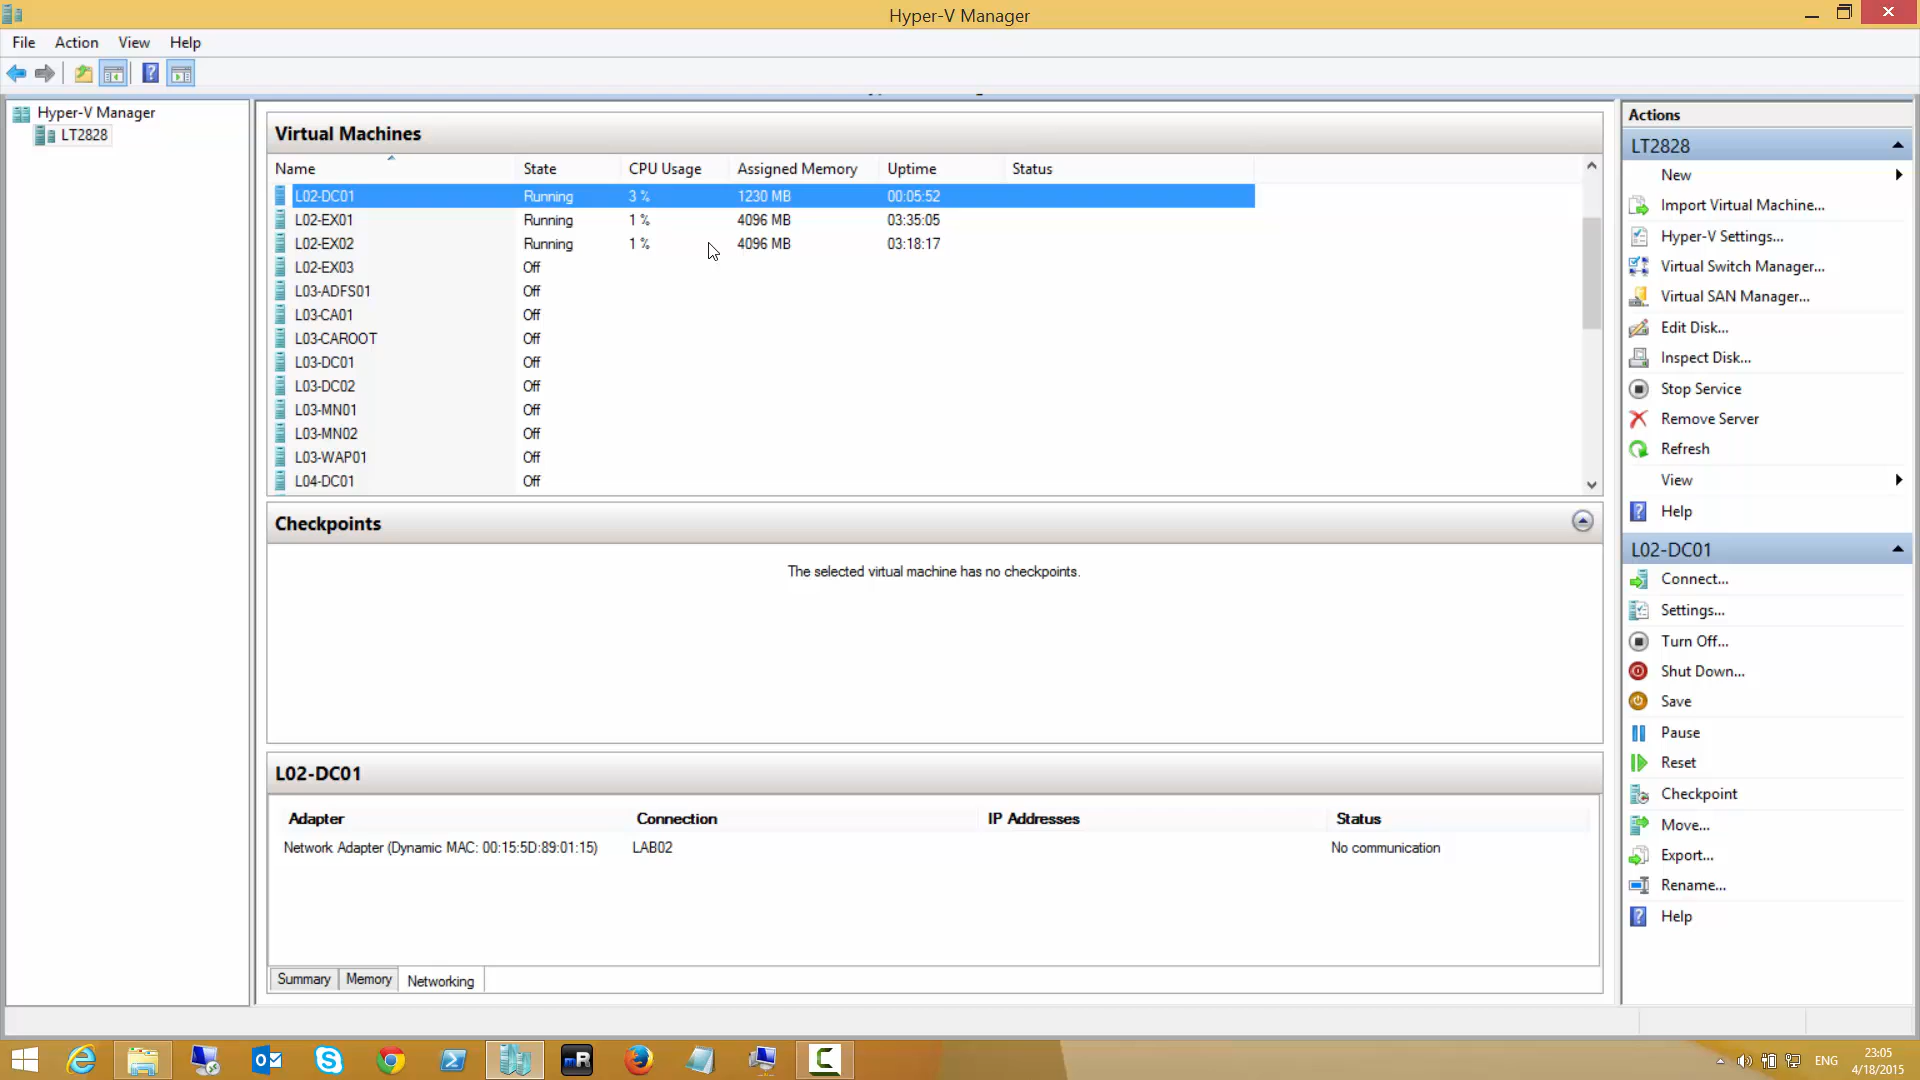 Hyper-V Manager
File Action View Help
Hyper-V Manager
LT2828
Virtual Machines
Name State CPU Usage Assigned Memory Uptime Status
L02-DC01 Running 3 % 1230 MB 00:05:52
L02-EX01 Running 1 % 4096 MB 03:35:05
L02-EX02 Running 1 % 4096 MB 03:18:17
L02-EX03 Off
L03-ADFS01 Off
L03-CA01 Off
L03-CAROOT Off
L03-DC01 Off
L03-DC02 Off
L03-MN01 Off
L03-MN02 Off
L03-WAP01 Off
L04-DC01 Off
Checkpoints
The selected virtual machine has no checkpoints.
L02-DC01
Adapter Connection IP Addresses Status
Network Adapter (Dynamic MAC: 00:15:5D:89:01:15) LAB02 No communication
Summary Memory Networking
Actions
LT2828
New
Import Virtual Machine...
Hyper-V Settings...
Virtual Switch Manager...
Virtual SAN Manager...
Edit Disk...
Inspect Disk...
Stop Service
Remove Server
Refresh
View
Help
L02-DC01
Connect...
Settings...
Turn Off...
Shut Down...
Save
Pause
Reset
Checkpoint
Move...
Export...
Rename...
Help
ENG
23:05
4/18/2015